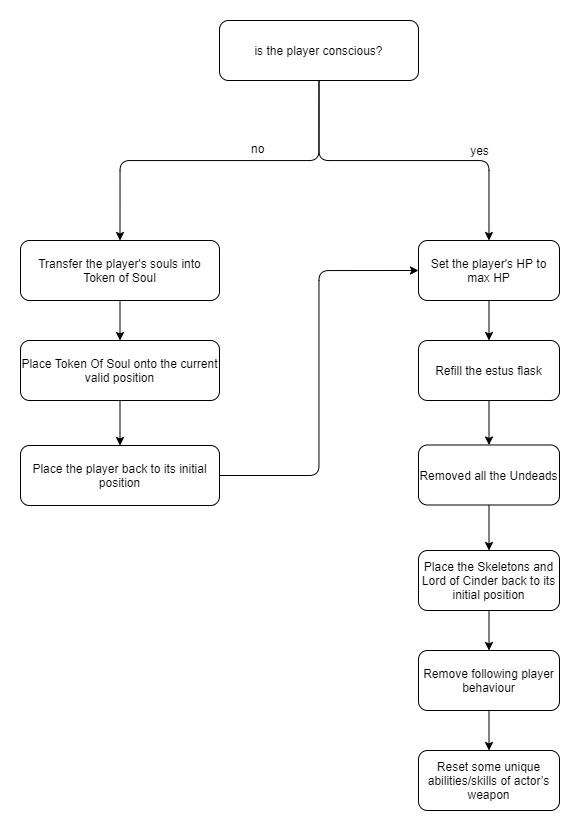 is the player conscious?
no
yes
Transfer the player's souls into
Token of Soul
Place Token Of Soul onto the current
valid position
Place the player back to its initial
position
Set the player's HP to
max HP
Refill the estus flask
Removed all the Undeads
Place the Skeletons and
Lord of Cinder back to its
initial position
Remove following player
behaviour
Reset some unique
abilities/skills of actor's
weapon